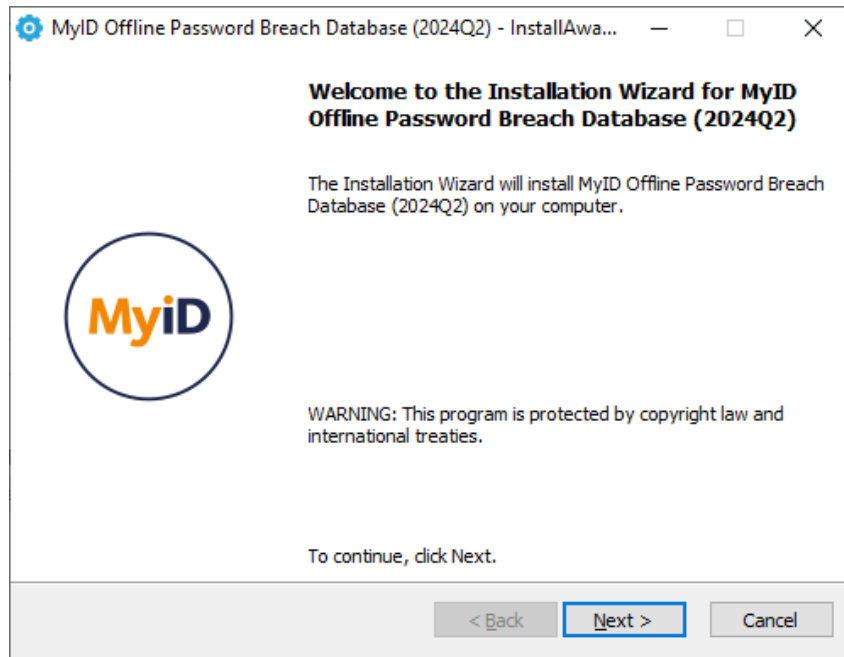 MyID Offline Password Breach Database (2024Q2) - InstallAwa...
Welcome to the Installation Wizard for MyID
Offline Password Breach Database (2024Q2)
The Installation Wizard will install MyID Offline Password Breach
Database (2024Q2) on your computer.
MyiD
WARNING: This program is protected by copyright law and
international treaties.
To continue, click Next.
< Back
Next >
Cancel